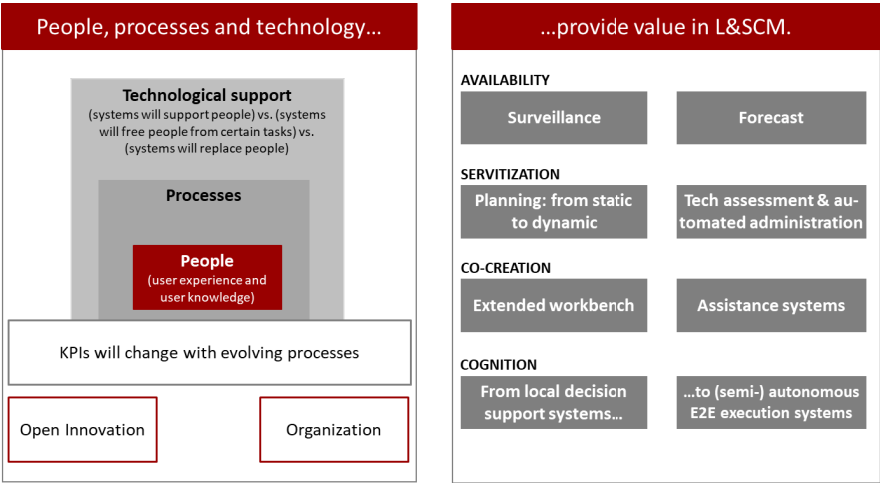 People, processes and technology...
Technological support
(systems will support people) vs. (systems
will free people from certain tasks) vs.
(systems will replace people)
Processes
People
(user experience and
user knowledge)
KPIs will change with evolving processes
Open Innovation
Organization
...provide value in L&SCM.
AVAILABILITY
Surveillance
Forecast
SERVITIZATION
Planning: from static
to dynamic
Tech assessment & au-
tomated administration
CO-CREATION
Extended workbench
Assistance systems
COGNITION
From local decision
support systems...
...to (semi-) autonomous
E2E execution systems